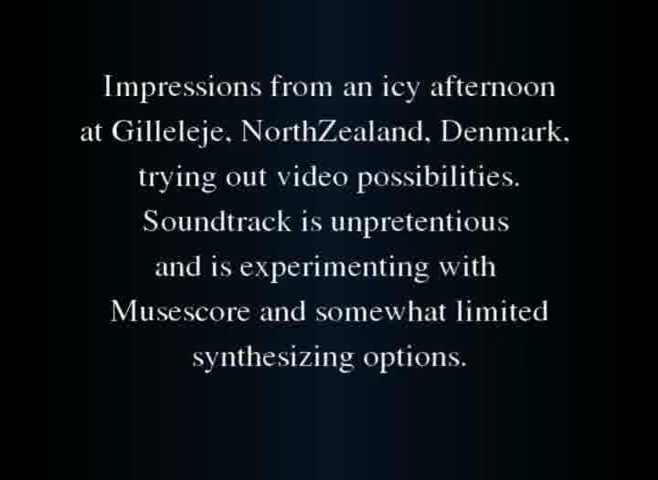 Impressions from an icy afternoon
at Gilleleje, NorthZealand, Denmark,
trying out video possibilities.
Soundtrack is unpretentious
and is experimenting with
Musescore and somewhat limited
synthesizing options.